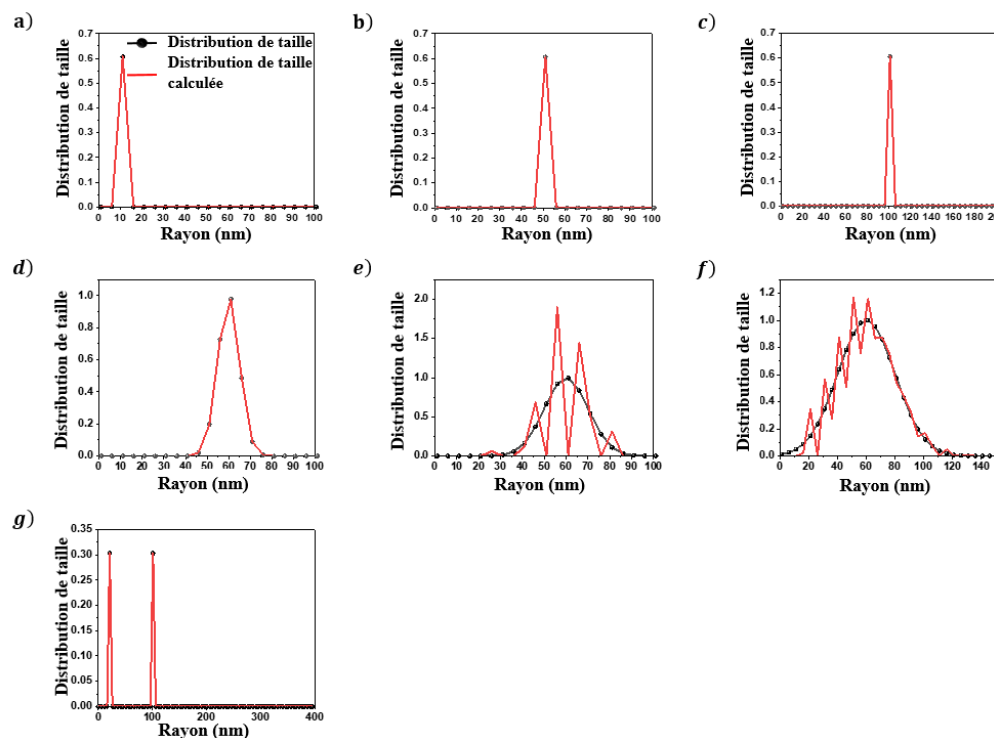 a)
Distribution de taille
0.7
0.6
0.5
0.4
0.3
0.2
0.1
0.0
0 10 20 30 40 50 60 70 80 90 100
Rayon (nm)
Distribution de taille
Distribution de taille
calculée
b)
Distribution de taille
0.7
0.6
0.5
0.4
0.3
0.2
0.1
0.0
0 10 20 30 40 50 60 70 80 90 100
Rayon (nm)
c)
Distribution de taille
0.7
0.6
0.5
0.4
0.3
0.2
0.1
0.0
0 20 40 60 80 100 120 140 160 180 200
Rayon (nm)
d)
Distribution de taille
1.0
0.8
0.6
0.4
0.2
0.0
0 10 20 30 40 50 60 70 80 90 100
Rayon (nm)
e)
Distribution de taille
2.0
1.5
1.0
0.5
0.0
0 10 20 30 40 50 60 70 80 90 100
Rayon (nm)
f)
Distribution de taille
1.2
1.0
0.8
0.6
0.4
0.2
0.0
0 20 40 60 80 100 120 140
Rayon (nm)
g)
Distribution de taille
0.35
0.30
0.25
0.20
0.15
0.10
0.05
0.00
0 100 200 300 400
Rayon (nm)